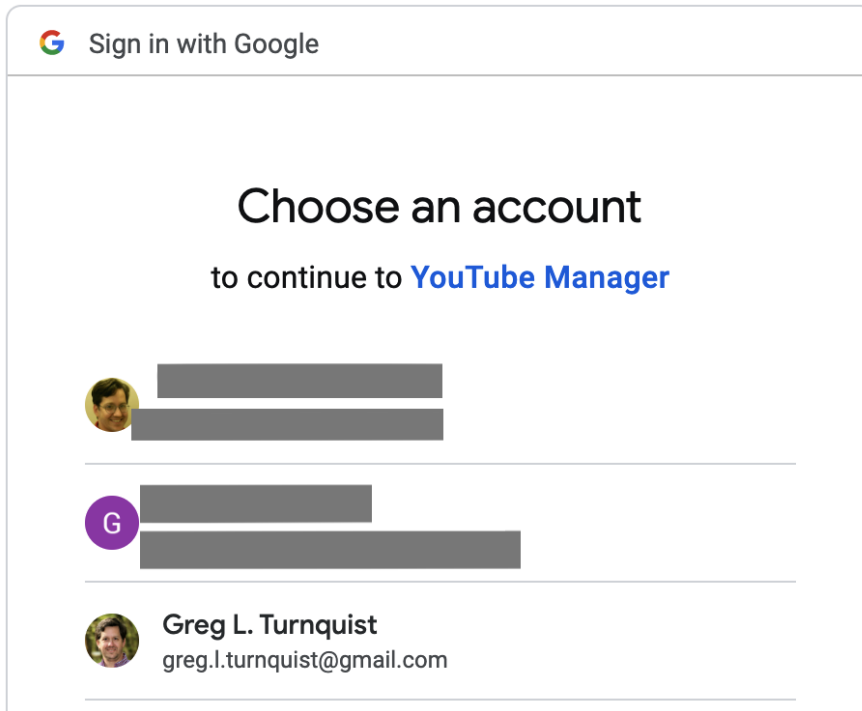 Sign in with Google
Choose an account
to continue to YouTube Manager
G
Greg L. Turnquist
greg.l.turnquist@gmail.com